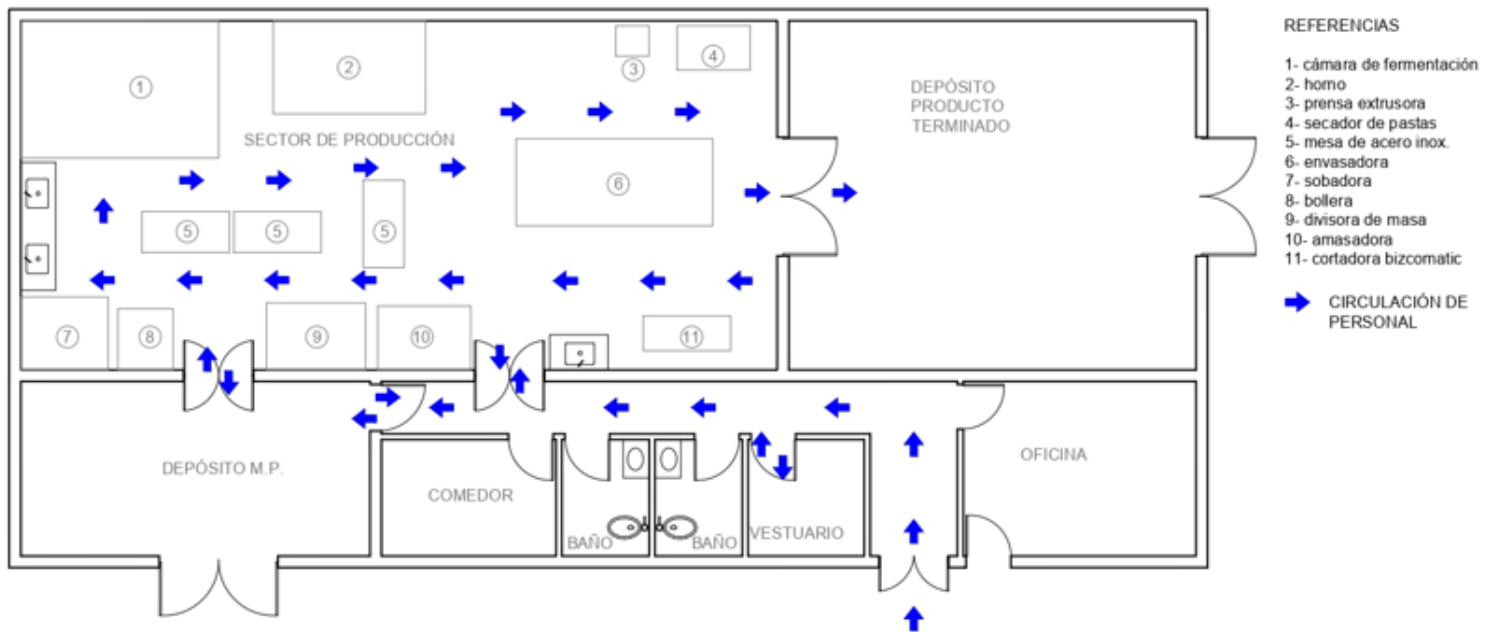 1
2
3
4
SECTOR DE PRODUCCIÓN
DEPÓSITO
PRODUCTO
TERMINADO
5
5
5
6
7
8
9
10
11
DEPÓSITO M.P.
COMEDOR
BAÑO
BAÑO
VESTUARIO
OFICINA
REFERENCIAS
1- cámara de fermentación
2- horno
3- prensa extrusora
4- secador de pastas
5- mesa de acero inox.
6- envasadora
7- sobadora
8- bollera
9- divisora de masa
10- amasadora
11- cortadora bizcomatic
CIRCULACIÓN DE
PERSONAL